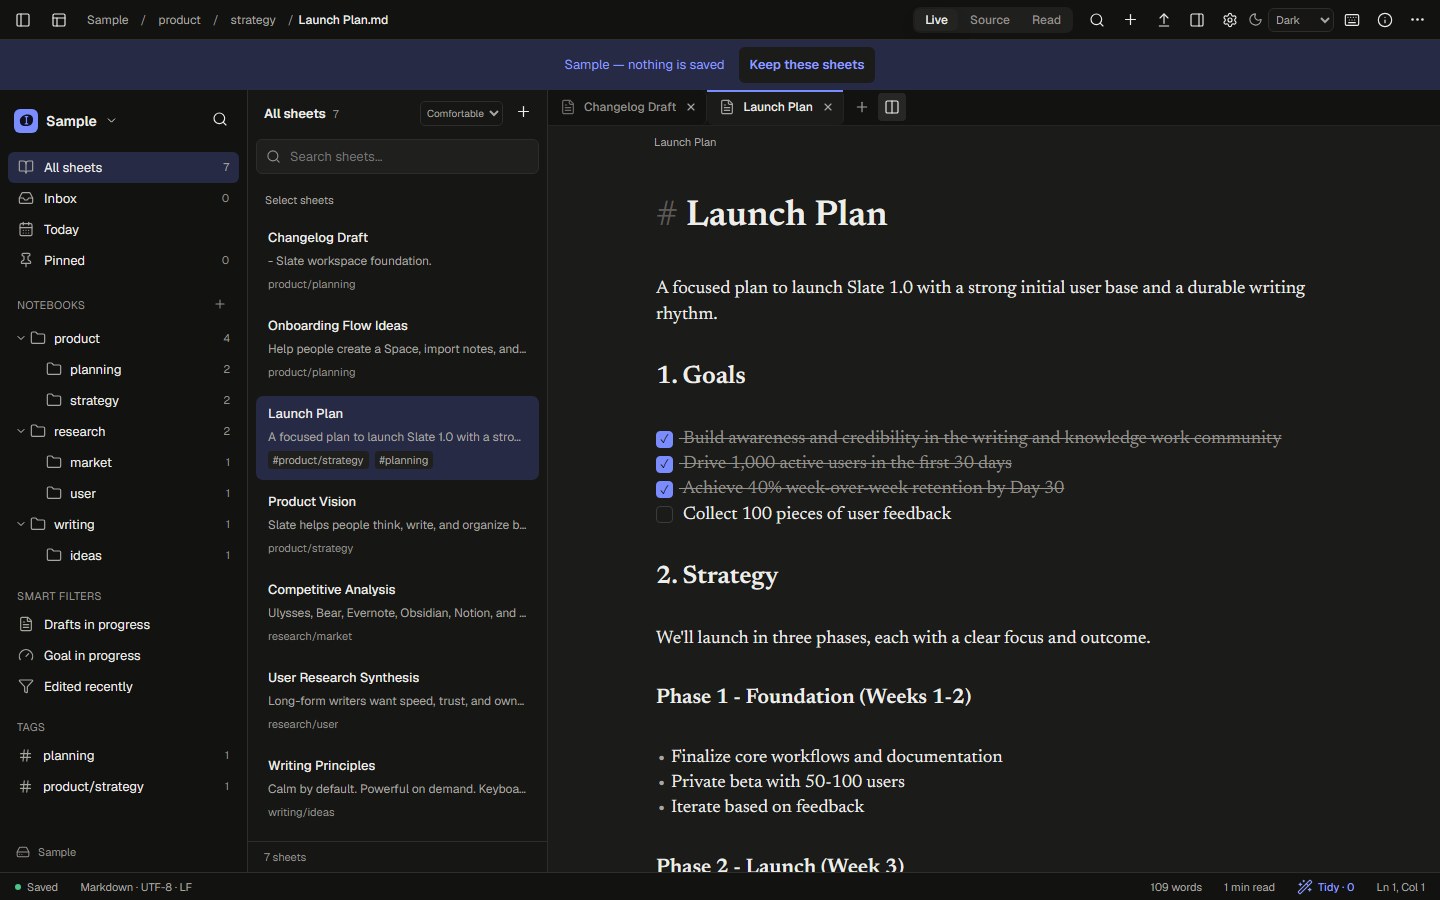 Sample / product / strategy / Launch Plan.md
Live Source Read
Dark
Sample — nothing is saved Keep these sheets
Sample
All sheets 7
Inbox 0
Today
Pinned 0
NOTEBOOKS
product 4
planning 2
strategy 2
research 2
market 1
user 1
writing 1
ideas 1
SMART FILTERS
Drafts in progress
Goal in progress
Edited recently
TAGS
# planning 1
# product/strategy 1
Sample
All sheets 7
Comfortable
Search sheets...
Select sheets
Changelog Draft
- Slate workspace foundation.
product/planning
Onboarding Flow Ideas
Help people create a Space, import notes, and...
product/planning
Launch Plan
A focused plan to launch Slate 1.0 with a stro...
#product/strategy #planning
Product Vision
Slate helps people think, write, and organize b...
product/strategy
Competitive Analysis
Ulysses, Bear, Evernote, Obsidian, Notion, and ...
research/market
User Research Synthesis
Long-form writers want speed, trust, and own...
research/user
Writing Principles
Calm by default. Powerful on demand. Keyboa...
writing/ideas
7 sheets
Changelog Draft
Launch Plan
Launch Plan
# Launch Plan
A focused plan to launch Slate 1.0 with a strong initial user base and a durable writing
rhythm.
1. Goals
Build awareness and credibility in the writing and knowledge work community
Drive 1,000 active users in the first 30 days
Achieve 40% week-over-week retention by Day 30
Collect 100 pieces of user feedback
2. Strategy
We'll launch in three phases, each with a clear focus and outcome.
Phase 1 - Foundation (Weeks 1-2)
• Finalize core workflows and documentation
• Private beta with 50-100 users
• Iterate based on feedback
Phase 2 - Launch (Week 3)
Saved Markdown · UTF-8 · LF
109 words 1 min read Tidy · 0 Ln 1, Col 1